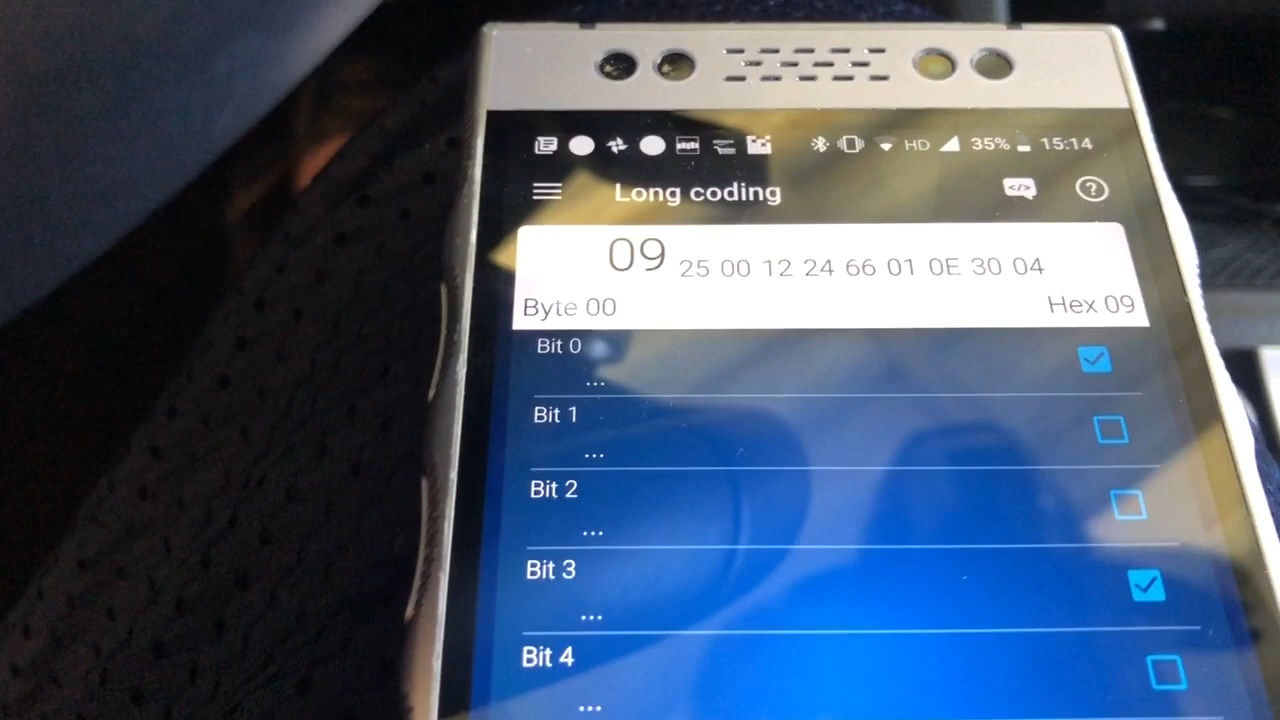 HD 35% 15:14
Long coding
09 25 00 12 24 66 01 0E 30 04
Byte 00 Hex 09
Bit 0
...
Bit 1
...
Bit 2
...
Bit 3
...
Bit 4
...